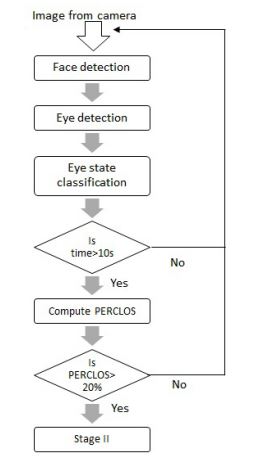 Image from camera
Face detection
Eye detection
Eye state
classification
Is
time>10s
No
Yes
Compute PERCLOS
Is
PERCLOS>
20%
No
Yes
Stage II